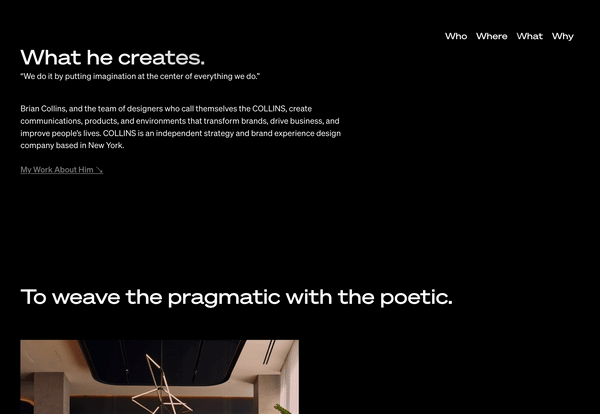 Who Where What Why
What he creates.
“We do it by putting imagination at the center of everything we do.”
Brian Collins, and the team of designers who call themselves the COLLINS, create
communications, products, and environments that transform brands, drive business, and
improve people's lives. COLLINS is an independent strategy and brand experience design
company based in New York.
My Work About Him ↘
To weave the pragmatic with the poetic.